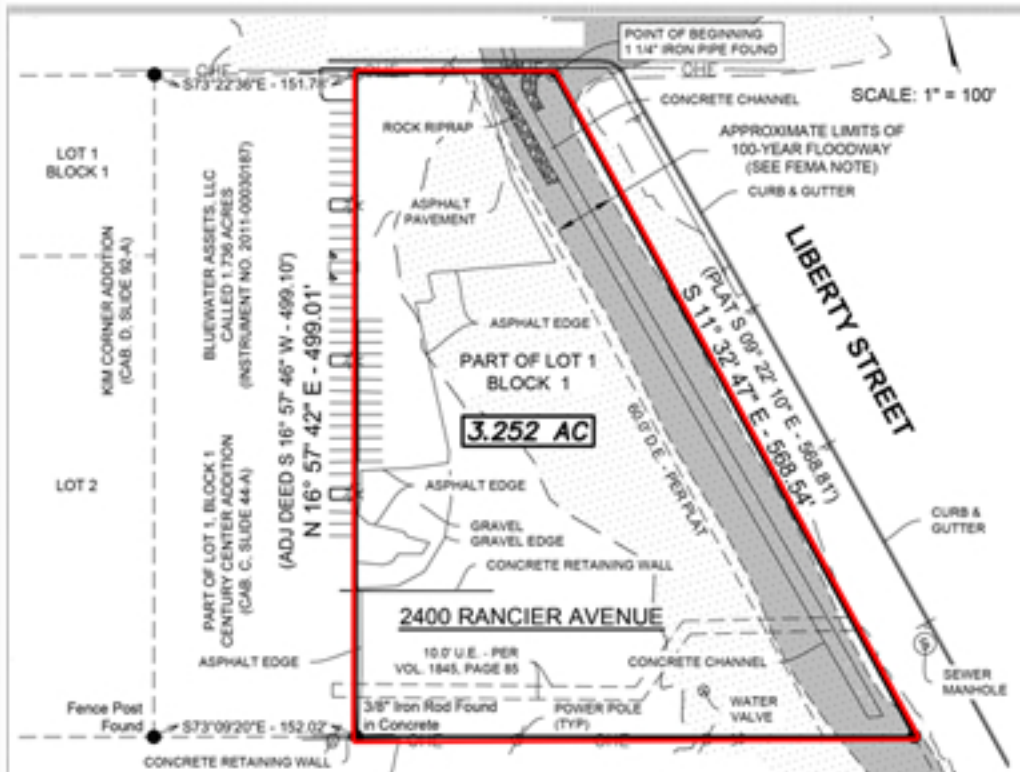 POINT OF BEGINNING
1 1/4" IRON PIPE FOUND
OHE
OHE
OHE
S73°22'36"E - 151.78'
CONCRETE CHANNEL
SCALE: 1" = 100'
ROCK RIPRAP
APPROXIMATE LIMITS OF
100-YEAR FLOODWAY
(SEE FEMA NOTE)
LOT 1
BLOCK 1
CURB & GUTTER
ASPHALT
PAVEMENT
LIBERTY STREET
KIM CORNER ADDITION
(CAB. D, SLIDE 92-A)
BLUEWATER ASSETS, LLC
CALLED 1.736 ACRES
(INSTRUMENT NO. 2011-00030187)
(ADJ DEED S 16° 57' 46" W - 499.10')
N 16° 57' 42" E - 499.01'
ASPHALT EDGE
(PLAT S 09° 22' 10" E - 568.81')
S 11° 32' 47" E - 568.54'
PART OF LOT 1
BLOCK 1
3.252 AC
60.0' D.E. - PER PLAT
LOT 2
PART OF LOT 1, BLOCK 1
CENTURY CENTER ADDITION
(CAB. C, SLIDE 44-A)
ASPHALT EDGE
GRAVEL
GRAVEL EDGE
CURB &
GUTTER
CONCRETE RETAINING WALL
2400 RANCIER AVENUE
10.0' U.E. - PER
VOL. 1845, PAGE 85
ASPHALT EDGE
CONCRETE CHANNEL
S
SEWER
MANHOLE
Fence Post
Found
3/8" Iron Rod Found
in Concrete
POWER POLE
(TYP)
WATER
VALVE
S73°09'20"E - 152.02'
OHE
OHE
CONCRETE RETAINING WALL